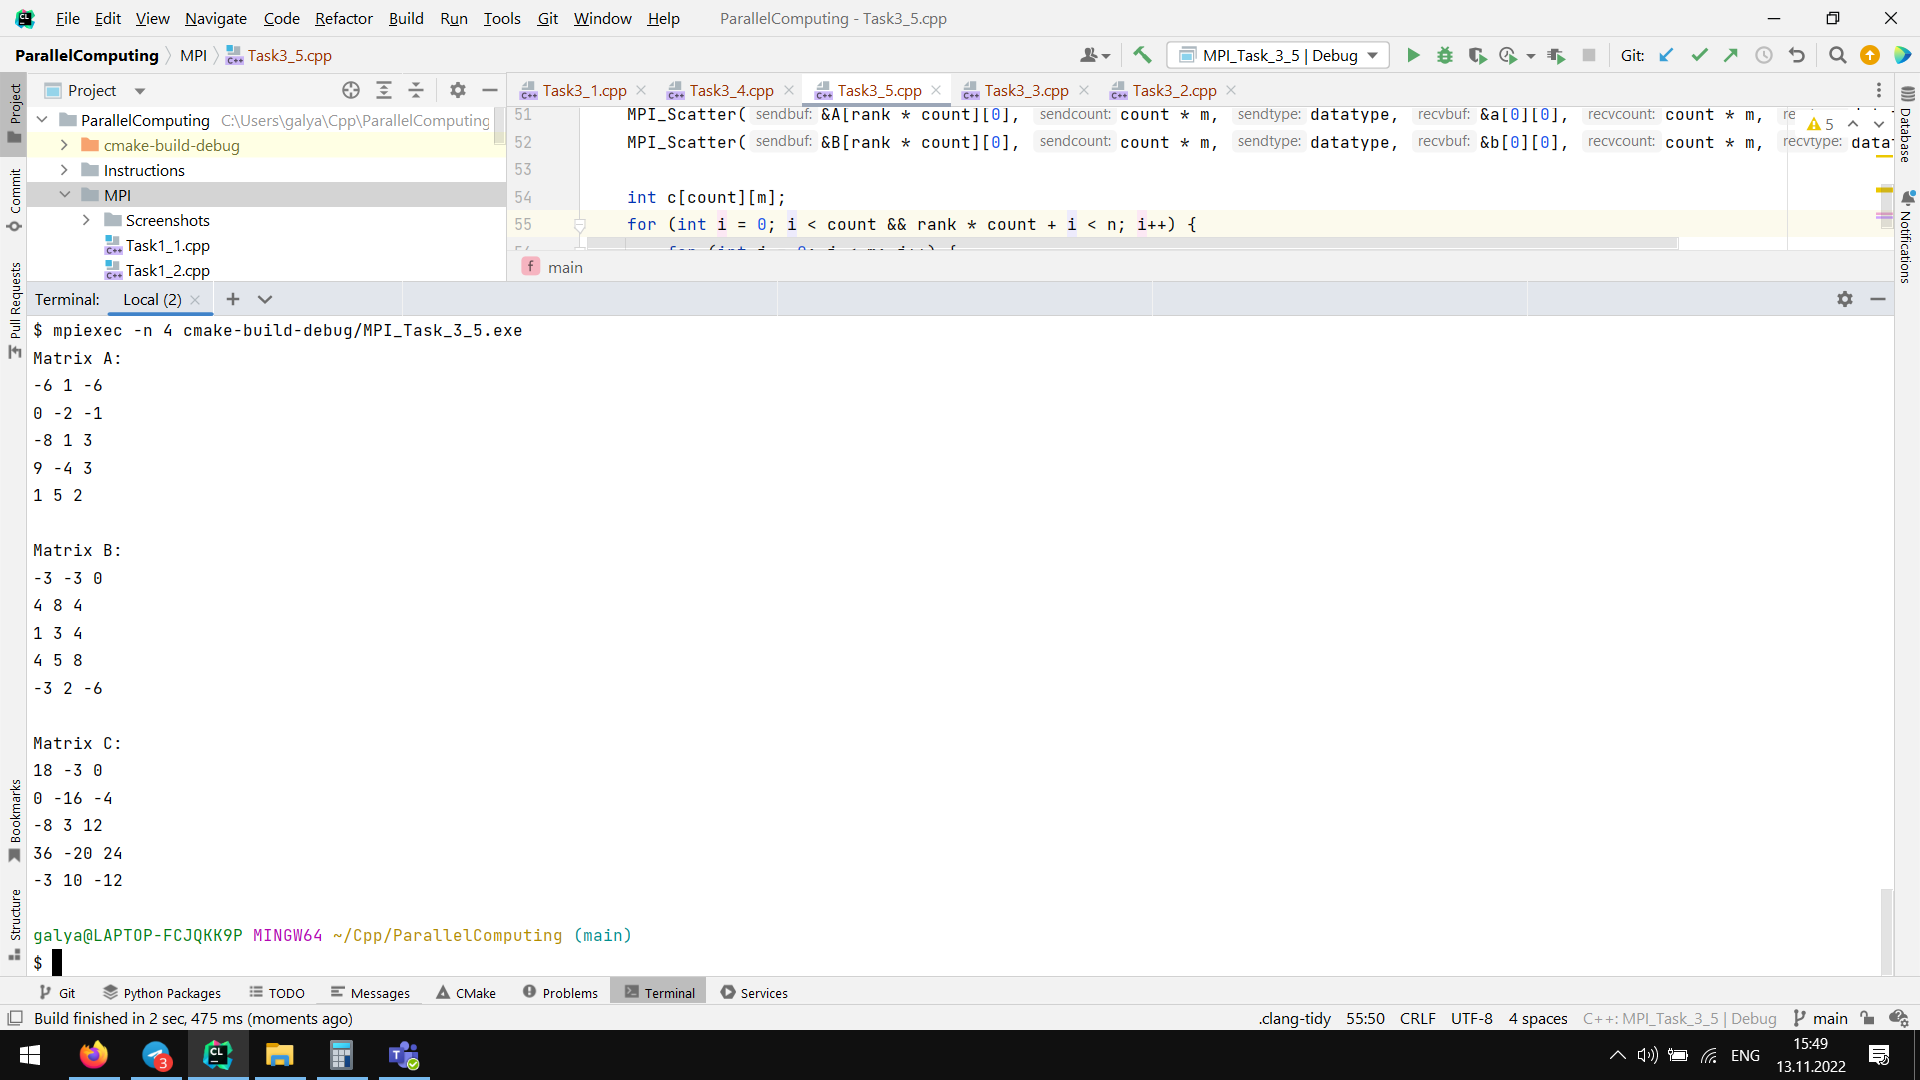 File Edit View Navigate Code Refactor Build Run Tools Git Window Help ParallelComputing - Task3_5.cpp
ParallelComputing MPI Task3_5.cpp MPI_Task_3_5 | Debug Git:
Project
Task3_1.cpp Task3_4.cpp Task3_5.cpp Task3_3.cpp Task3_2.cpp
ParallelComputing C:\Users\galya\Cpp\ParallelComputing
cmake-build-debug
Instructions
MPI
Screenshots
Task1_1.cpp
Task1_2.cpp
51 MPI_Scatter( sendbuf: &A[rank * count][0], sendcount: count * m, sendtype: datatype, recvbuf: &a[0][0], recvcount: count * m, re
5
52 MPI_Scatter( sendbuf: &B[rank * count][0], sendcount: count * m, sendtype: datatype, recvbuf: &b[0][0], recvcount: count * m, recvtype: datat
53
54 int c[count][m];
55 for (int i = 0; i < count && rank * count + i < n; i++) {
main
Project
Commit
Pull Requests
Bookmarks
Structure
Database
Notifications
Terminal: Local (2)
$ mpiexec -n 4 cmake-build-debug/MPI_Task_3_5.exe
Matrix A:
-6 1 -6
0 -2 -1
-8 1 3
9 -4 3
1 5 2
Matrix B:
-3 -3 0
4 8 4
1 3 4
4 5 8
-3 2 -6
Matrix C:
18 -3 0
0 -16 -4
-8 3 12
36 -20 24
-3 10 -12
galya@LAPTOP-FCJQKK9P MINGW64 ~/Cpp/ParallelComputing (main)
$
Git Python Packages TODO Messages CMake Problems Terminal Services
Build finished in 2 sec, 475 ms (moments ago) .clang-tidy 55:50 CRLF UTF-8 4 spaces C++: MPI_Task_3_5 | Debug main
3
ENG
15:49
13.11.2022